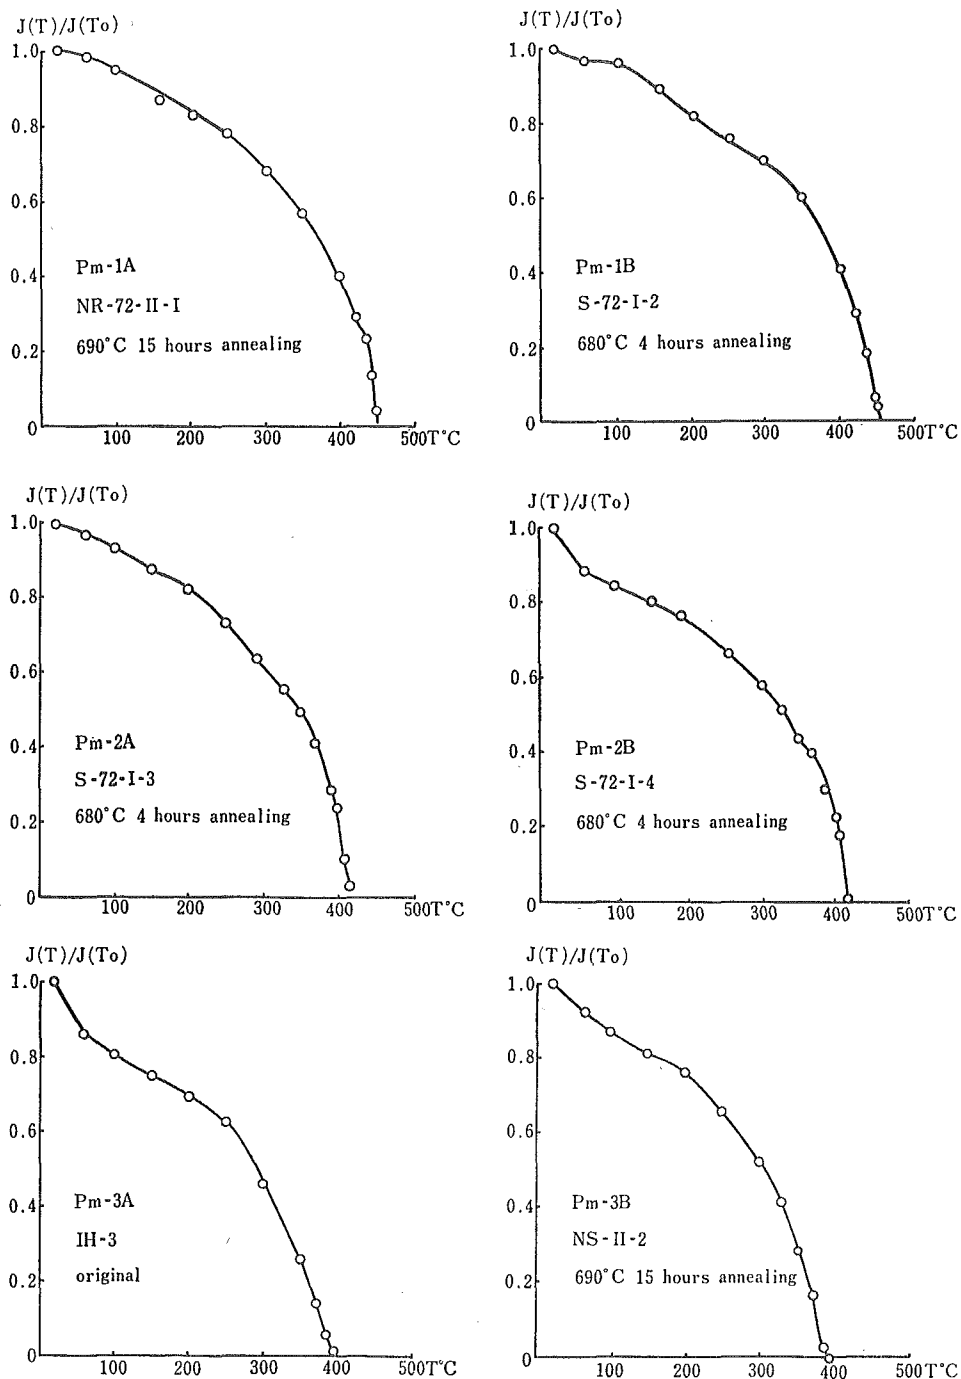 J(T)/J(To)
1.0
0.8
0.6
0.4
0.2
0
100 200 300 400 500T°C
Pm-1A
NR-72-II-I
690°C 15 hours annealing
J(T)/J(To)
1.0
0.8
0.6
0.4
0.2
0
100 200 300 400 500T°C
Pm-1B
S-72-I-2
680°C 4 hours annealing
J(T)/J(To)
1.0
0.8
0.6
0.4
0.2
0
100 200 300 400 500T°C
Pm-2A
S-72-I-3
680°C 4 hours annealing
J(T)/J(To)
1.0
0.8
0.6
0.4
0.2
0
100 200 300 400 500T°C
Pm-2B
S-72-I-4
680°C 4 hours annealing
J(T)/J(To)
1.0
0.8
0.6
0.4
0.2
0
100 200 300 400 500T°C
Pm-3A
IH-3
original
J(T)/J(To)
1.0
0.8
0.6
0.4
0.2
0
100 200 300 400 500T°C
Pm-3B
NS-II-2
690°C 15 hours annealing